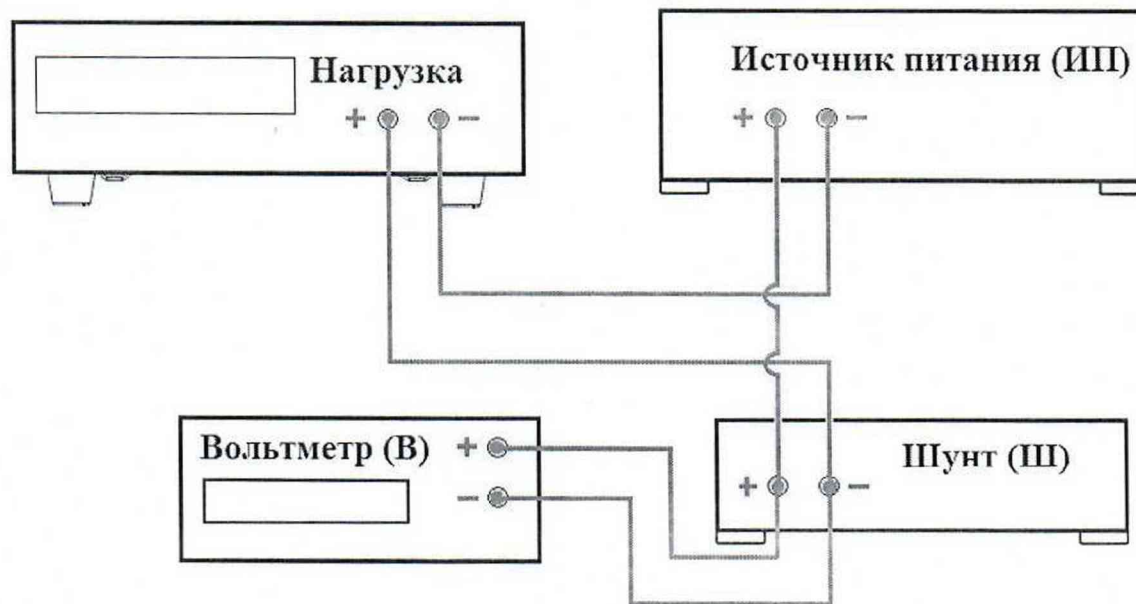 Нагрузка
+ −
Источник питания (ИП)
+ −
Вольтметр (В)
+
−
Шунт (Ш)
+ −